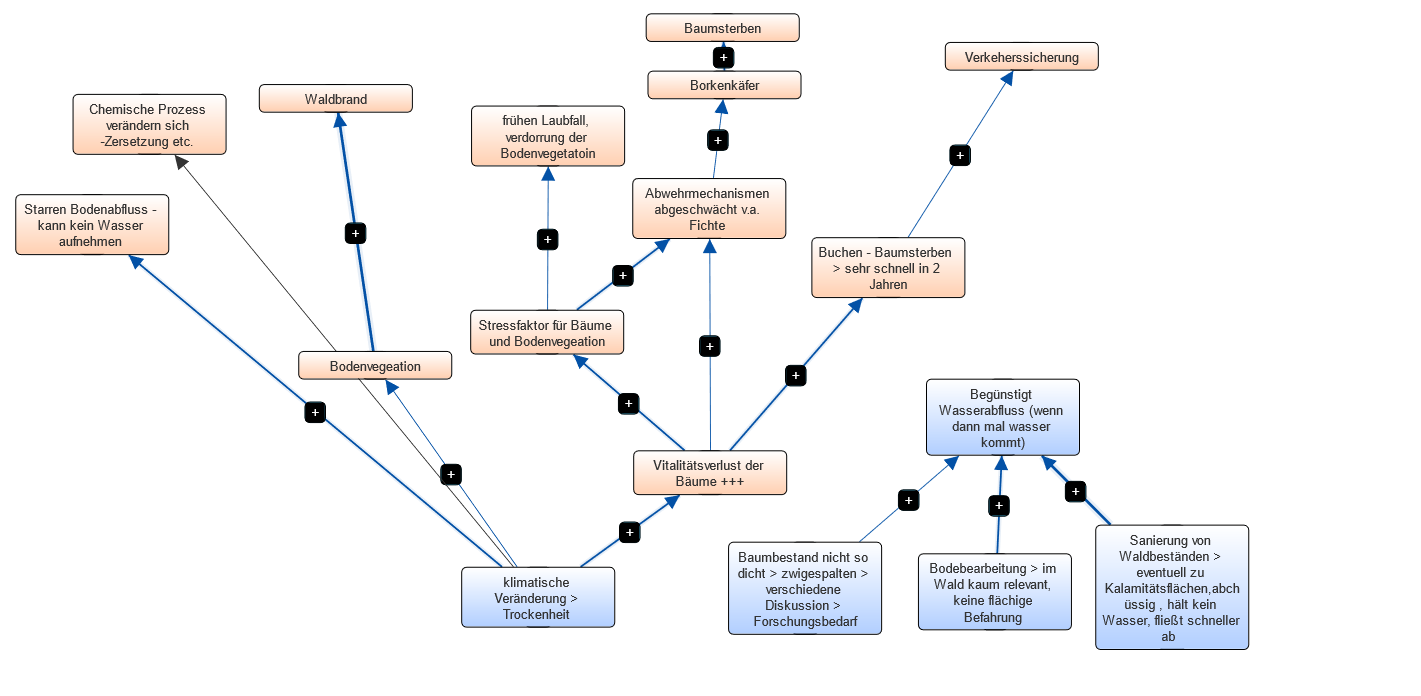 Baumsterben
+
Borkenkäfer
Verkeherssicherung
Waldbrand
Chemische Prozess
verändern sich
-Zersetzung etc.
frühen Laubfall,
verdorrung der
Bodenvegetatoin
+
+
Abwehrmechanismen
abgeschwächt v.a.
Fichte
Starren Bodenabfluss -
kann kein Wasser
aufnehmen
+
+
Buchen - Baumsterben
> sehr schnell in 2
Jahren
+
Stressfaktor für Bäume
und Bodenvegeation
+
Bodenvegeation
+
+
+
Begünstigt
Wasserabfluss (wenn
dann mal wasser
kommt)
Vitalitätsverlust der
Bäume +++
+
+
+
+
+
Baumbestand nicht so
dicht > zwigespalten >
verschiedene
Diskussion >
Forschungsbedarf
Bodebearbeitung > im
Wald kaum relevant,
keine flächige
Befahrung
Sanierung von
Waldbeständen >
eventuell zu
Kalamitätsflächen,abch
üssig , hält kein
Wasser, fließt schneller
ab
klimatische
Veränderung >
Trockenheit